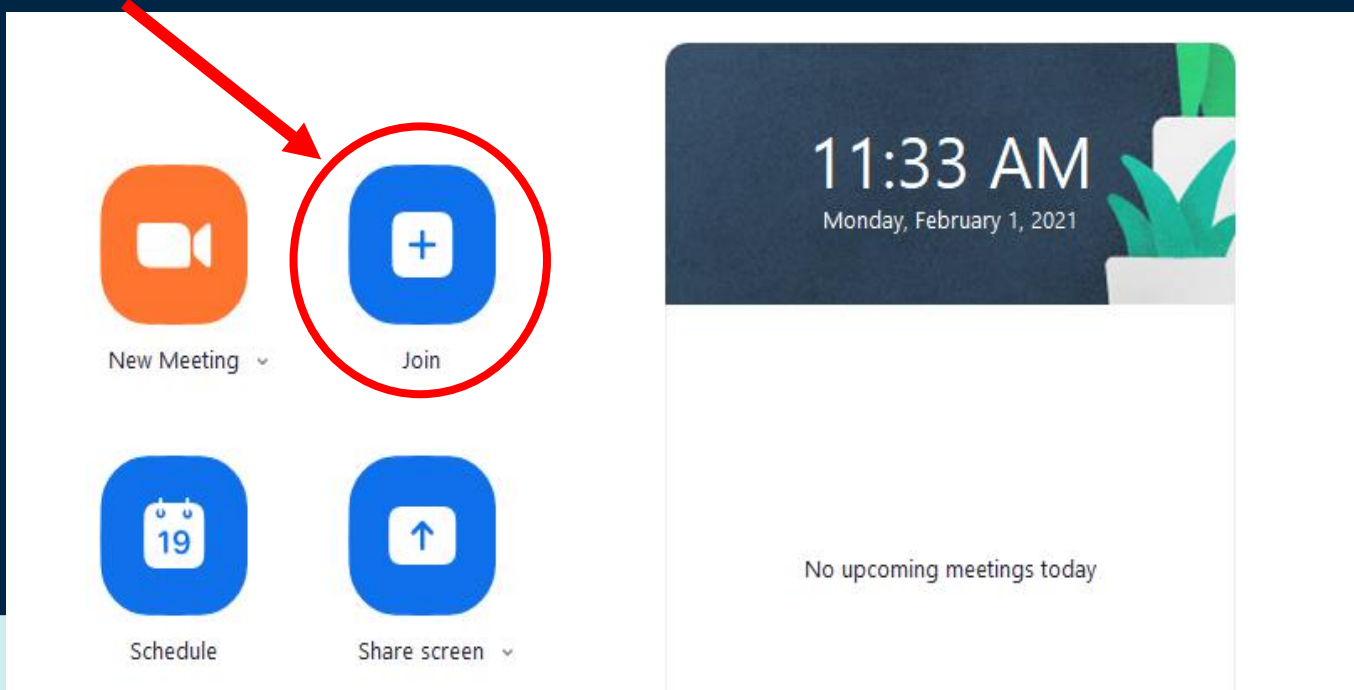 11:33 AM
Monday, February 1, 2021
New Meeting
Join
19
Schedule
Share screen
No upcoming meetings today